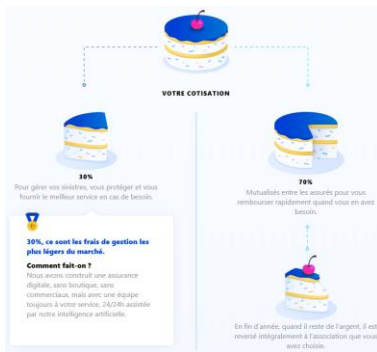 VOTRE COTISATION
30%
Pour gérer vos sinistres, vous protéger et vous
fournir le meilleur service en cas de besoin.
30%, ce sont les frais de gestion les
plus légers du marché.
Comment fait-on ?
Nous avons construit une assurance
digitale, sans boutique, sans
commerciaux, mais avec une équipe
toujours à votre service, 24/24h assistée
par notre intelligence artificielle.
70%
Mutualisés entre les assurés pour vous
rembourser rapidement quand vous en avez
besoin.
En fin d'année, quand il reste de l'argent, il est
reversé intégralement à l'association que vous
avez choisie.